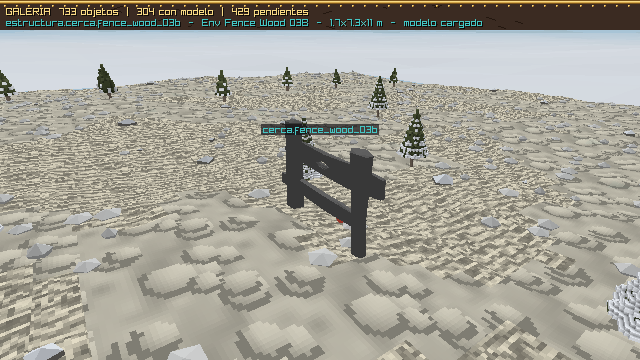 GALERÍA 733 objetos | 304 con modelo | 429 pendientes
estructura.cerca.fence_wood_03b - Env Fence Wood 03B - 1.7x7.3x11 m - modelo cargado
cerca.fence_wood_03b